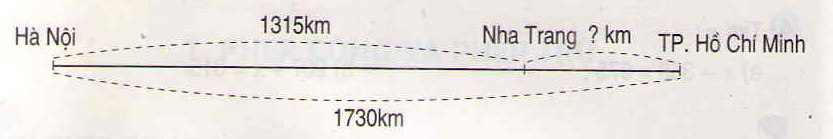 1315km
Hà Nội
Nha Trang ? km
TP. Hồ Chí Minh
1730km